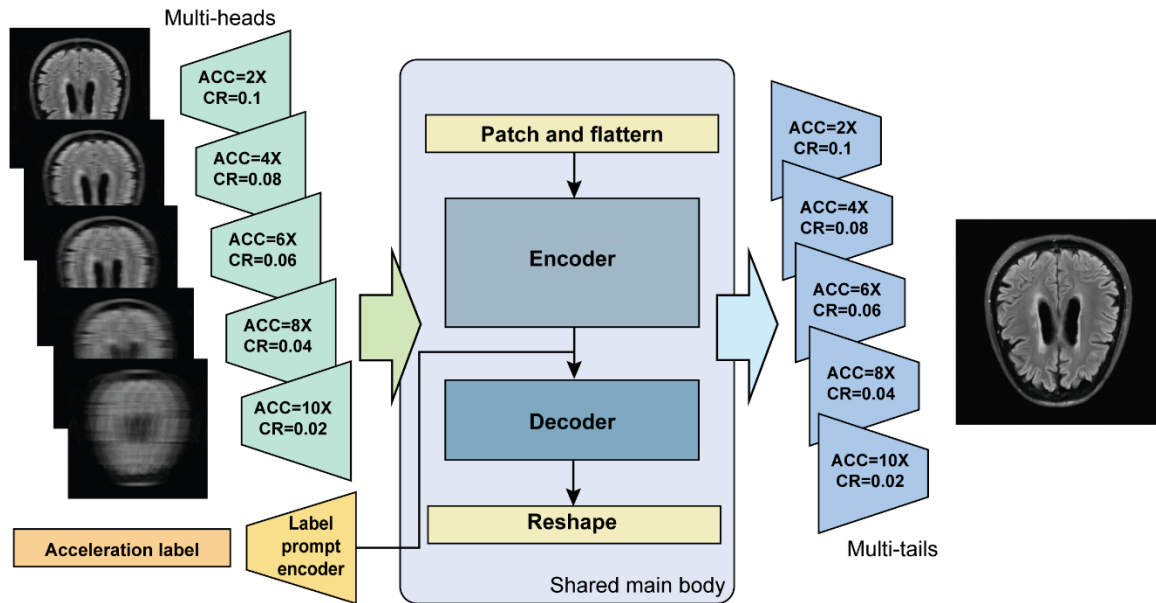 Multi-heads
ACC=2X
CR=0.1
ACC=4X
CR=0.08
ACC=6X
CR=0.06
ACC=8X
CR=0.04
ACC=10X
CR=0.02
Acceleration label
Label
prompt
encoder
Patch and flatten
Encoder
Decoder
Reshape
Shared main body
ACC=2X
CR=0.1
ACC=4X
CR=0.08
ACC=6X
CR=0.06
ACC=8X
CR=0.04
ACC=10X
CR=0.02
Multi-tails